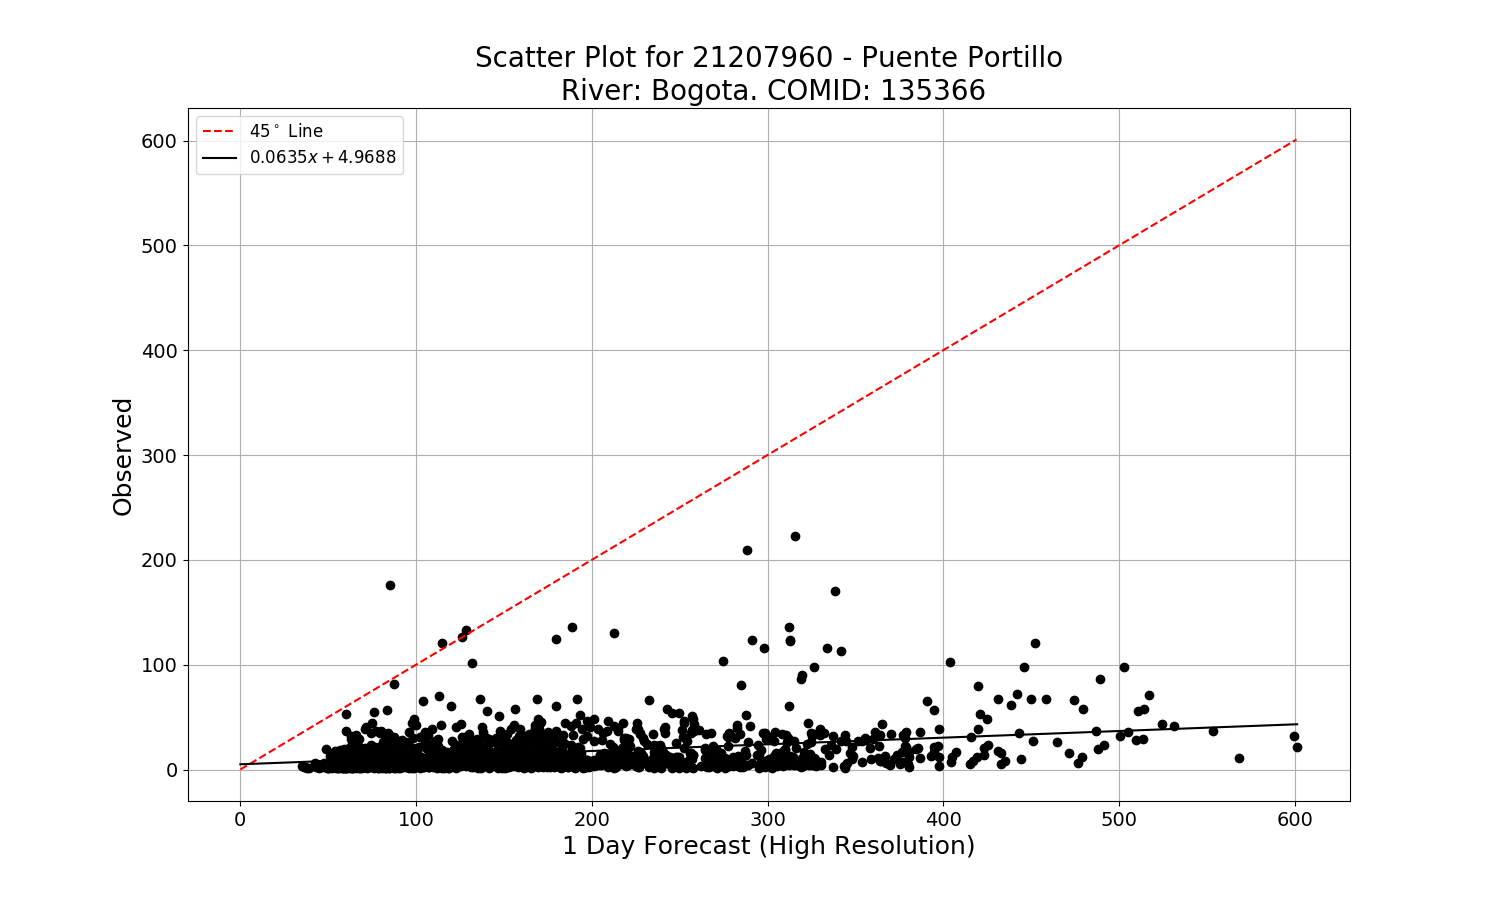 Scatter Plot for 21207960 - Puente Portillo
River: Bogota. COMID: 135366
45° Line
0.0635x + 4.9688
600
500
400
300
200
100
0
Observed
0 100 200 300 400 500 600
1 Day Forecast (High Resolution)